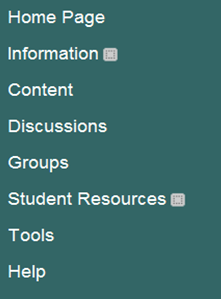 Home Page
Information
Content
Discussions
Groups
Student Resources
Tools
Help